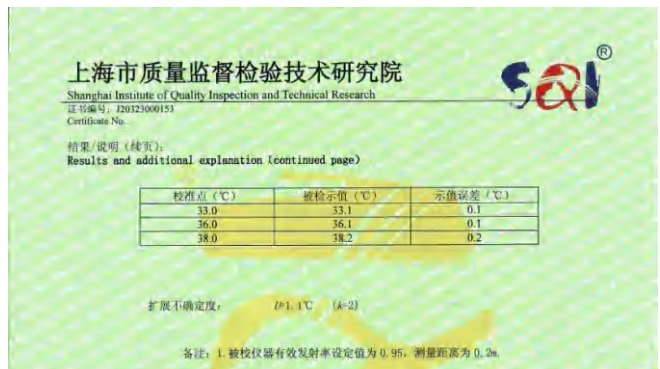 上海市质量监督检验技术研究院
SQI®
Shanghai Institute of Quality Inspection and Technical Research
证书编号：J20323000153
Certificate No.
结果/说明（续页）：
Results and additional explanation (continued page)
校准点（℃） 被检示值（℃） 示值误差（℃）
33.0 33.1 0.1
36.0 36.1 0.1
38.0 38.2 0.2
扩展不确定度： U=1.1℃ （k=2）
备注：1. 被校仪器有效发射率设定值为 0.95，测量距离为 0.2m。